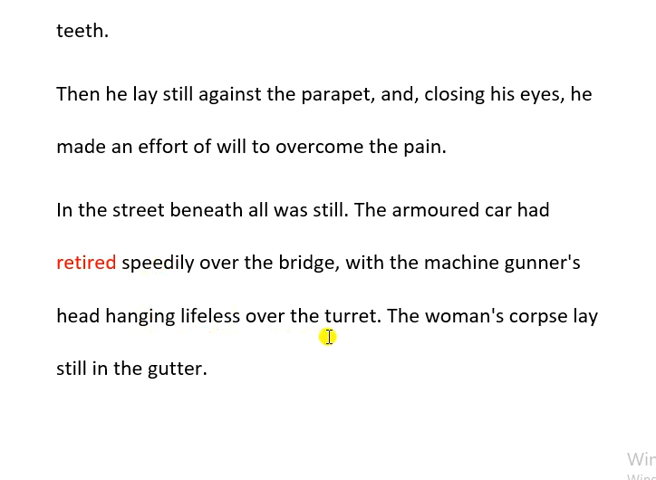 teeth.
Then he lay still against the parapet, and, closing his eyes, he
made an effort of will to overcome the pain.
In the street beneath all was still. The armoured car had
retired speedily over the bridge, with the machine gunner's
head hanging lifeless over the turret. The woman's corpse lay
still in the gutter.
Win